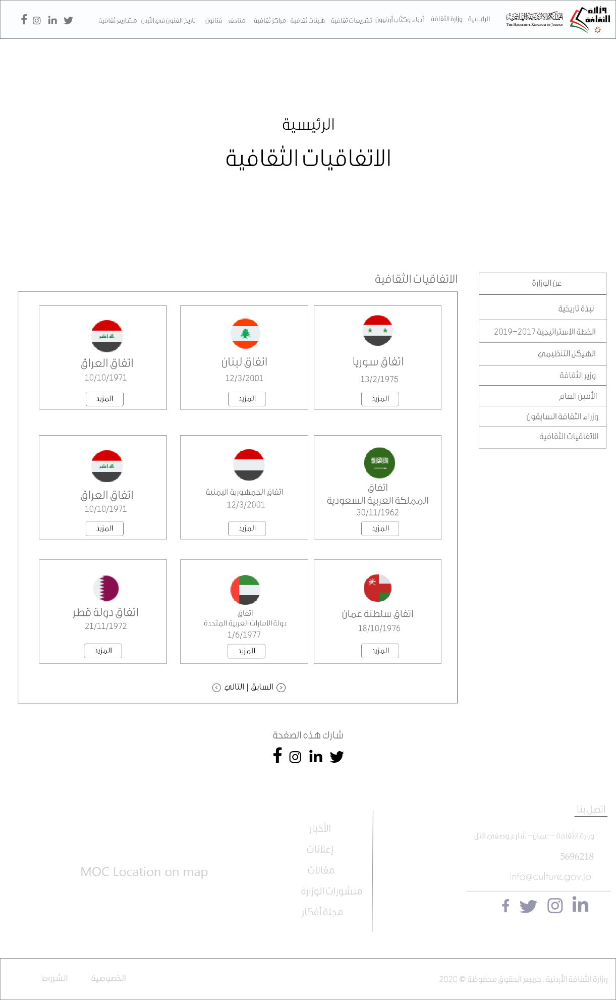 وزارة
الثقافة
المملكة الأردنية الهاشمية
THE HASHEMITE KINGDOM OF JORDAN
الرئيسية
وزارة الثقافة
أدباء وكتّاب أردنيون
تشريعات ثقافية
هيئات ثقافية
مراكز ثقافية
متاحف
فنانون
تاريخ الفنون في الأردن
مشاريع ثقافية
الرئيسية
الاتفاقيات الثقافية
عن الوزارة
نبذة تاريخية
الخطة الاستراتيجية 2017-2019
الهيكل التنظيمي
وزير الثقافة
الأمين العام
وزراء الثقافة السابقون
الاتفاقيات الثقافية
الاتفاقيات الثقافية
اتفاق سوريا
13/2/1975
المزيد
اتفاق لبنان
12/3/2001
المزيد
اتفاق العراق
10/10/1971
المزيد
اتفاق
المملكة العربية السعودية
30/11/1962
المزيد
اتفاق الجمهورية اليمنية
12/3/2001
المزيد
اتفاق العراق
10/10/1971
المزيد
اتفاق سلطنة عمان
18/10/1976
المزيد
اتفاق
دولة الامارات العربية المتحدة
1/6/1977
المزيد
اتفاق دولة قطر
21/11/1972
المزيد
السابق | التالي
شارك هذه الصفحة
اتصل بنا
وزارة الثقافة - عمان- شارع وصفي التل
5696218
info@culture.gov.jo
الأخبار
إعلانات
مقالات
منشورات الوزارة
مجلة أفكار
MOC Location on map
وزارة الثقافة الأردنية . جميع الحقوق محفوظة © 2020
الخصوصية
الشروط